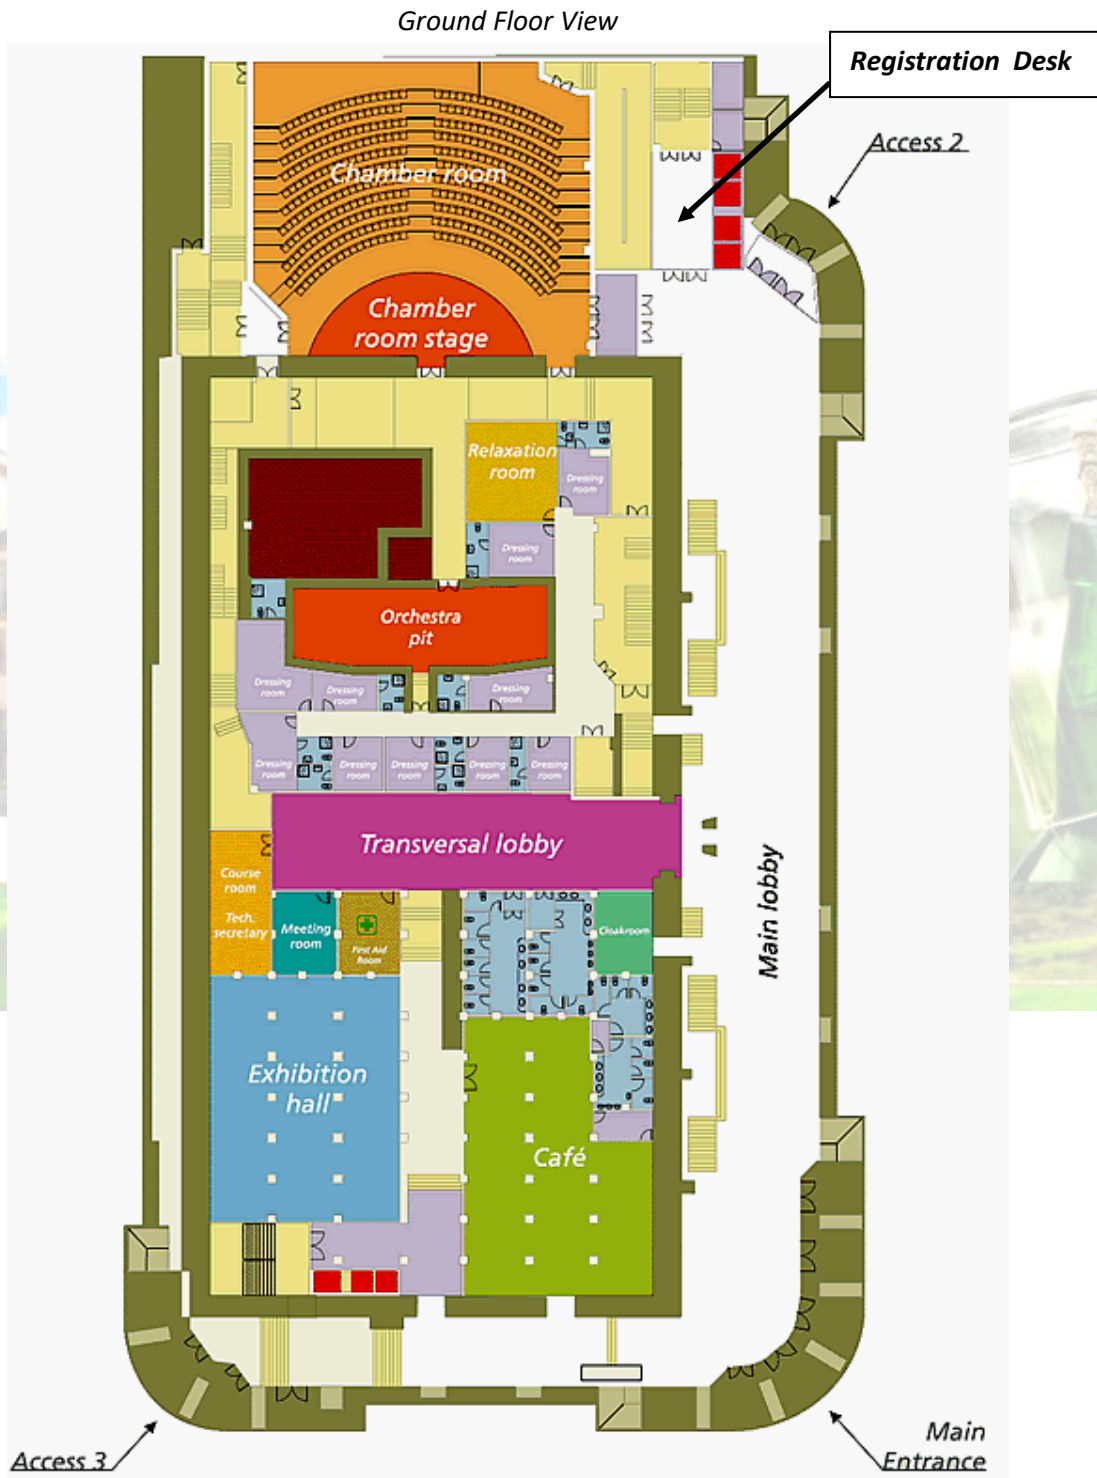 Ground Floor View
Registration  Desk
Access 2
Chamber room
Chamber
room stage
Relaxation
room
Dressing
room
Dressing
room
Orchestra
pit
Dressing
room
Dressing
room
Dressing
room
Dressing
room
Dressing
room
Dressing
room
Dressing
room
Dressing
room
Transversal lobby
Course
room
Tech.
secretary
Meeting
room
First Aid
Room
Cloakroom
Main lobby
Exhibition
hall
Café
Access 3
Main
Entrance